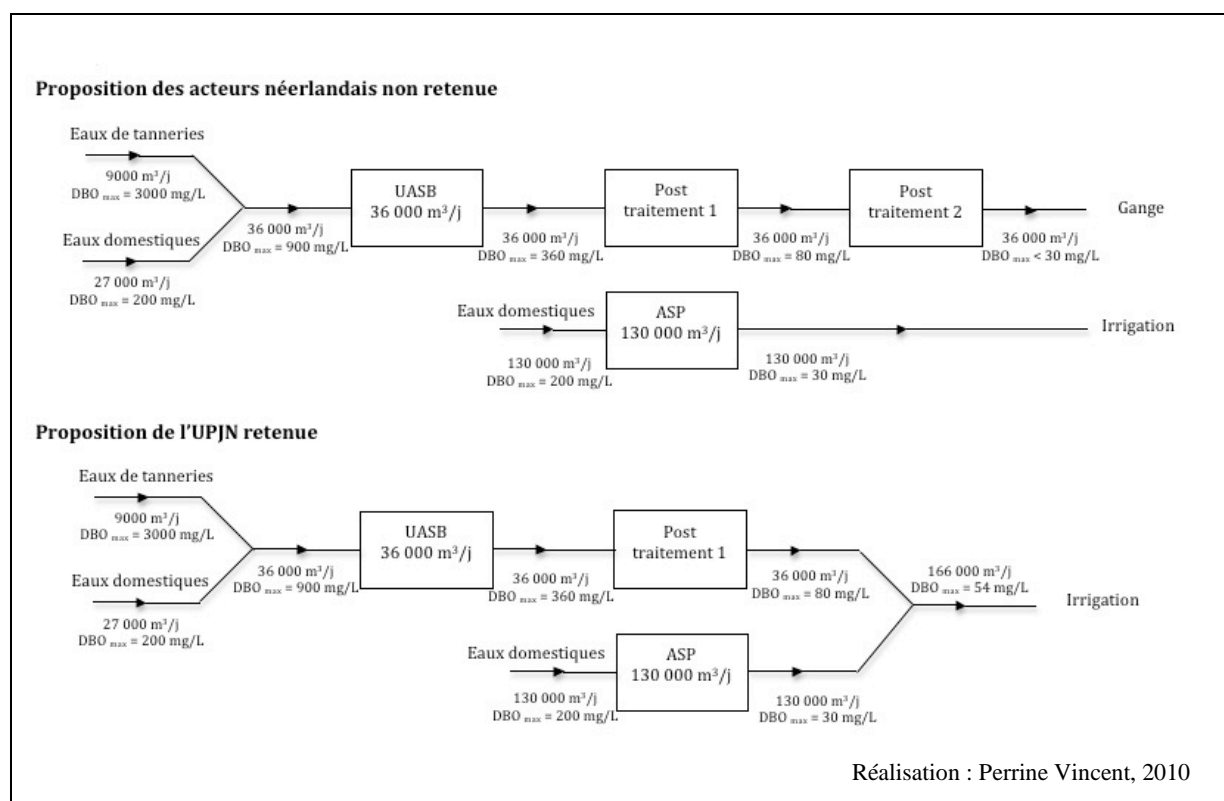 Proposition des acteurs néerlandais non retenue
Eaux de tanneries
9000 m³/j
DBO max = 3000 mg/L
Eaux domestiques
27 000 m³/j
DBO max = 200 mg/L
36 000 m³/j
DBO max = 900 mg/L
UASB
36 000 m³/j
36 000 m³/j
DBO max = 360 mg/L
Post
traitement 1
36 000 m³/j
DBO max = 80 mg/L
Post
traitement 2
36 000 m³/j
DBO max < 30 mg/L
Gange
Eaux domestiques
130 000 m³/j
DBO max = 200 mg/L
ASP
130 000 m³/j
130 000 m³/j
DBO max = 30 mg/L
Irrigation
Proposition de l'UPJN retenue
Eaux de tanneries
9000 m³/j
DBO max = 3000 mg/L
Eaux domestiques
27 000 m³/j
DBO max = 200 mg/L
36 000 m³/j
DBO max = 900 mg/L
UASB
36 000 m³/j
36 000 m³/j
DBO max = 360 mg/L
Post
traitement 1
36 000 m³/j
DBO max = 80 mg/L
166 000 m³/j
DBO max = 54 mg/L
Irrigation
Eaux domestiques
130 000 m³/j
DBO max = 200 mg/L
ASP
130 000 m³/j
130 000 m³/j
DBO max = 30 mg/L
Réalisation : Perrine Vincent, 2010